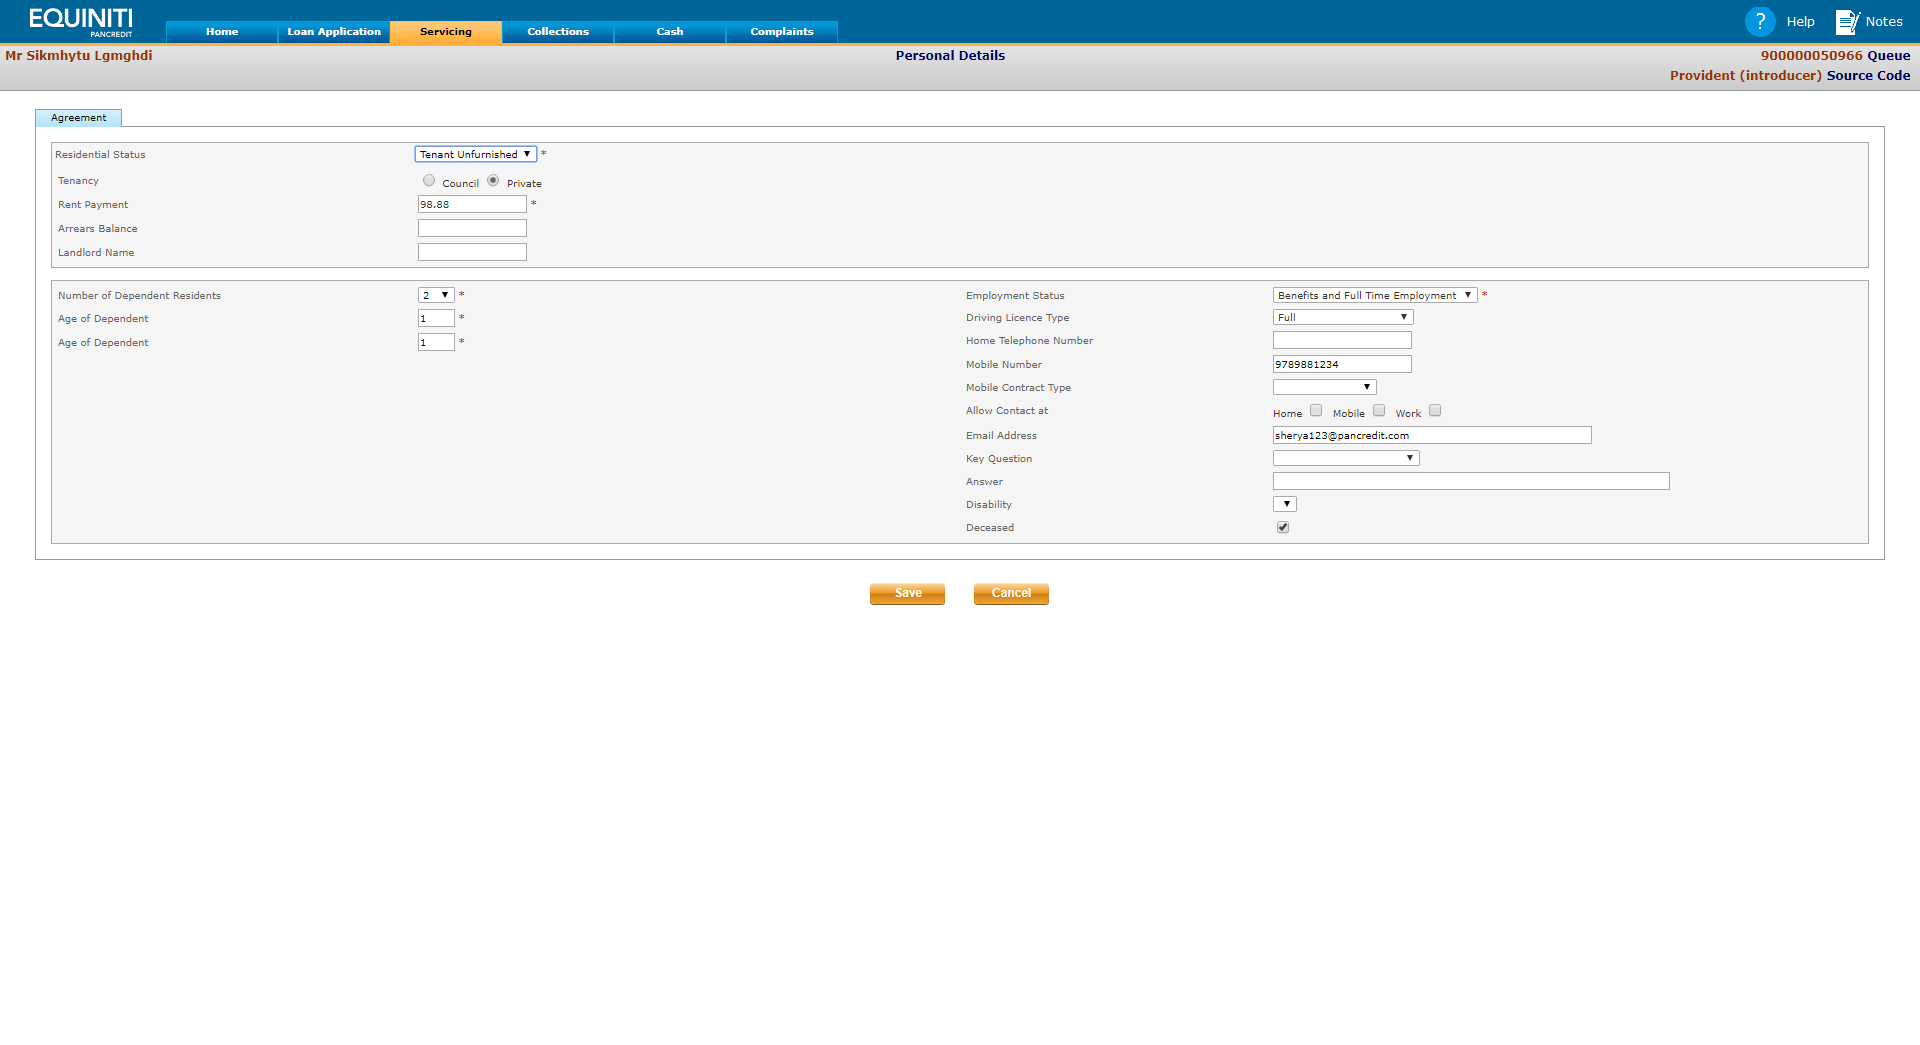 EQUINITI
PANCREDIT
Home Loan Application Servicing Collections Cash Complaints
? Help Notes
Mr Sikmhytu Lgmghdi Personal Details 900000050966 Queue
Provident (introducer) Source Code
Agreement
Residential Status Tenant Unfurnished *
Tenancy Council Private
Rent Payment 98.88 *
Arrears Balance
Landlord Name
Number of Dependent Residents 2 *
Age of Dependent 1 *
Age of Dependent 1 *
Employment Status Benefits and Full Time Employment *
Driving Licence Type Full
Home Telephone Number
Mobile Number 9789881234
Mobile Contract Type
Allow Contact at Home Mobile Work
Email Address sherya123@pancredit.com
Key Question
Answer
Disability
Deceased
Save Cancel